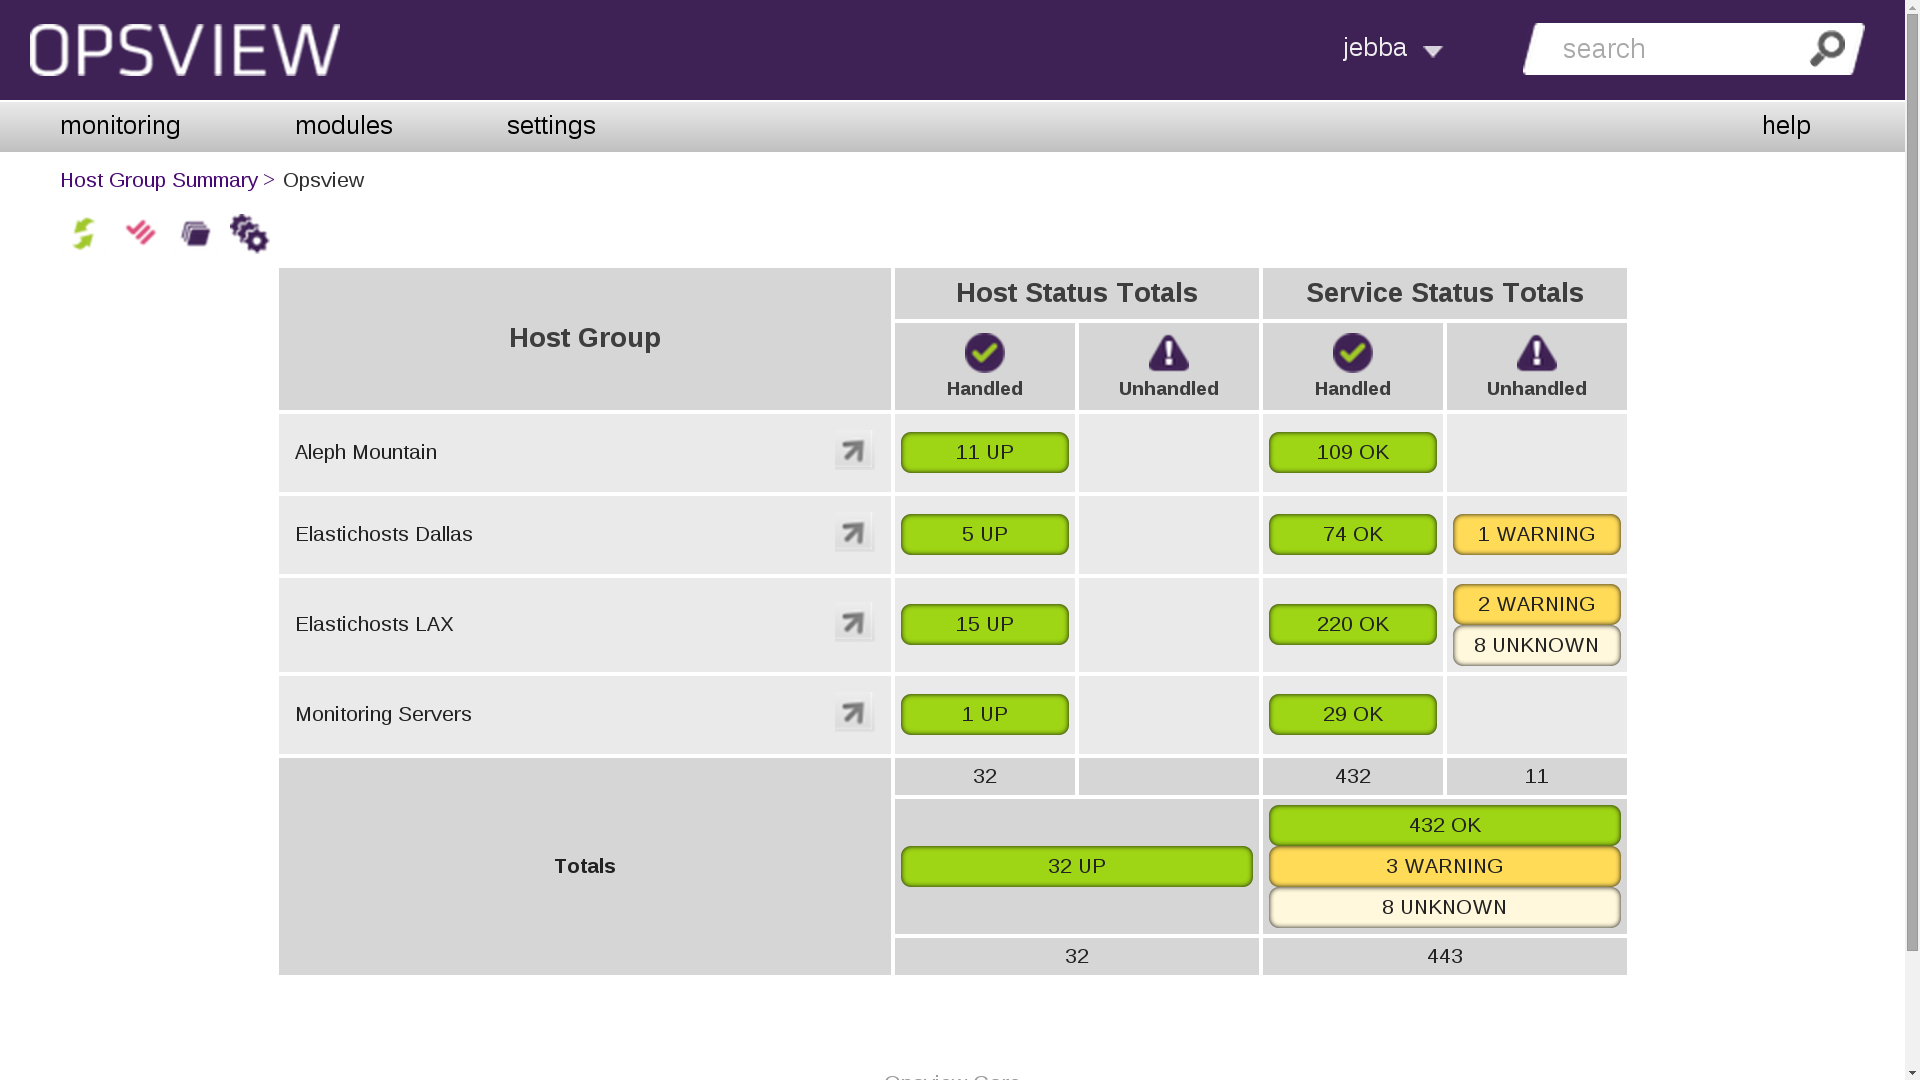 OPSVIEW
jebba
search
monitoring modules settings help
Host Group Summary > Opsview
Host Group Host Status Totals Service Status Totals
Handled Unhandled Handled Unhandled
Aleph Mountain 11 UP 109 OK
Elastichosts Dallas 5 UP 74 OK 1 WARNING
Elastichosts LAX 15 UP 220 OK 2 WARNING
8 UNKNOWN
Monitoring Servers 1 UP 29 OK
32 432 11
432 OK
Totals 32 UP 3 WARNING
8 UNKNOWN
32 443
Opsview Core